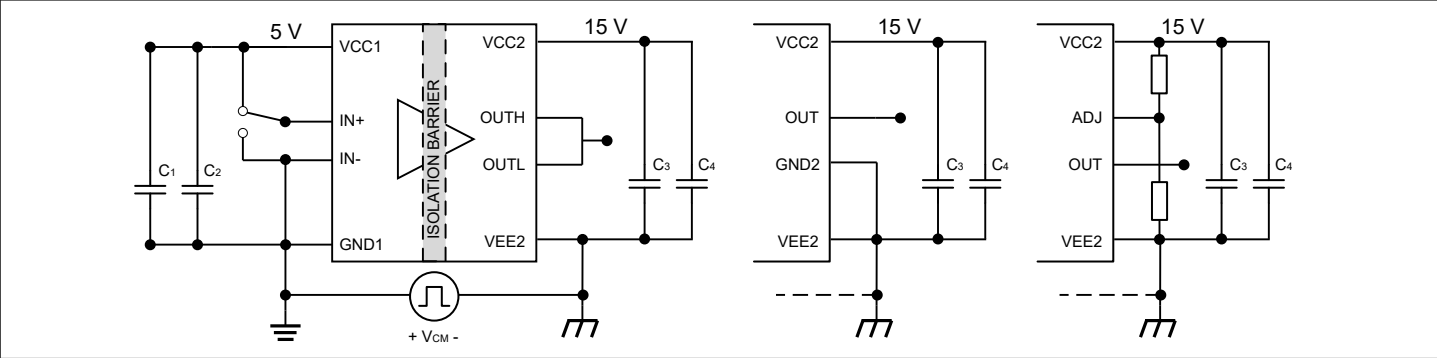 5 V
VCC1
IN+
IN-
GND1
C1
C2
ISOLATION BARRIER
VCC2
OUTH
OUTL
VEE2
15 V
C3
C4
+ VCM -
VCC2
OUT
GND2
VEE2
15 V
C3
C4
VCC2
ADJ
OUT
VEE2
15 V
C3
C4